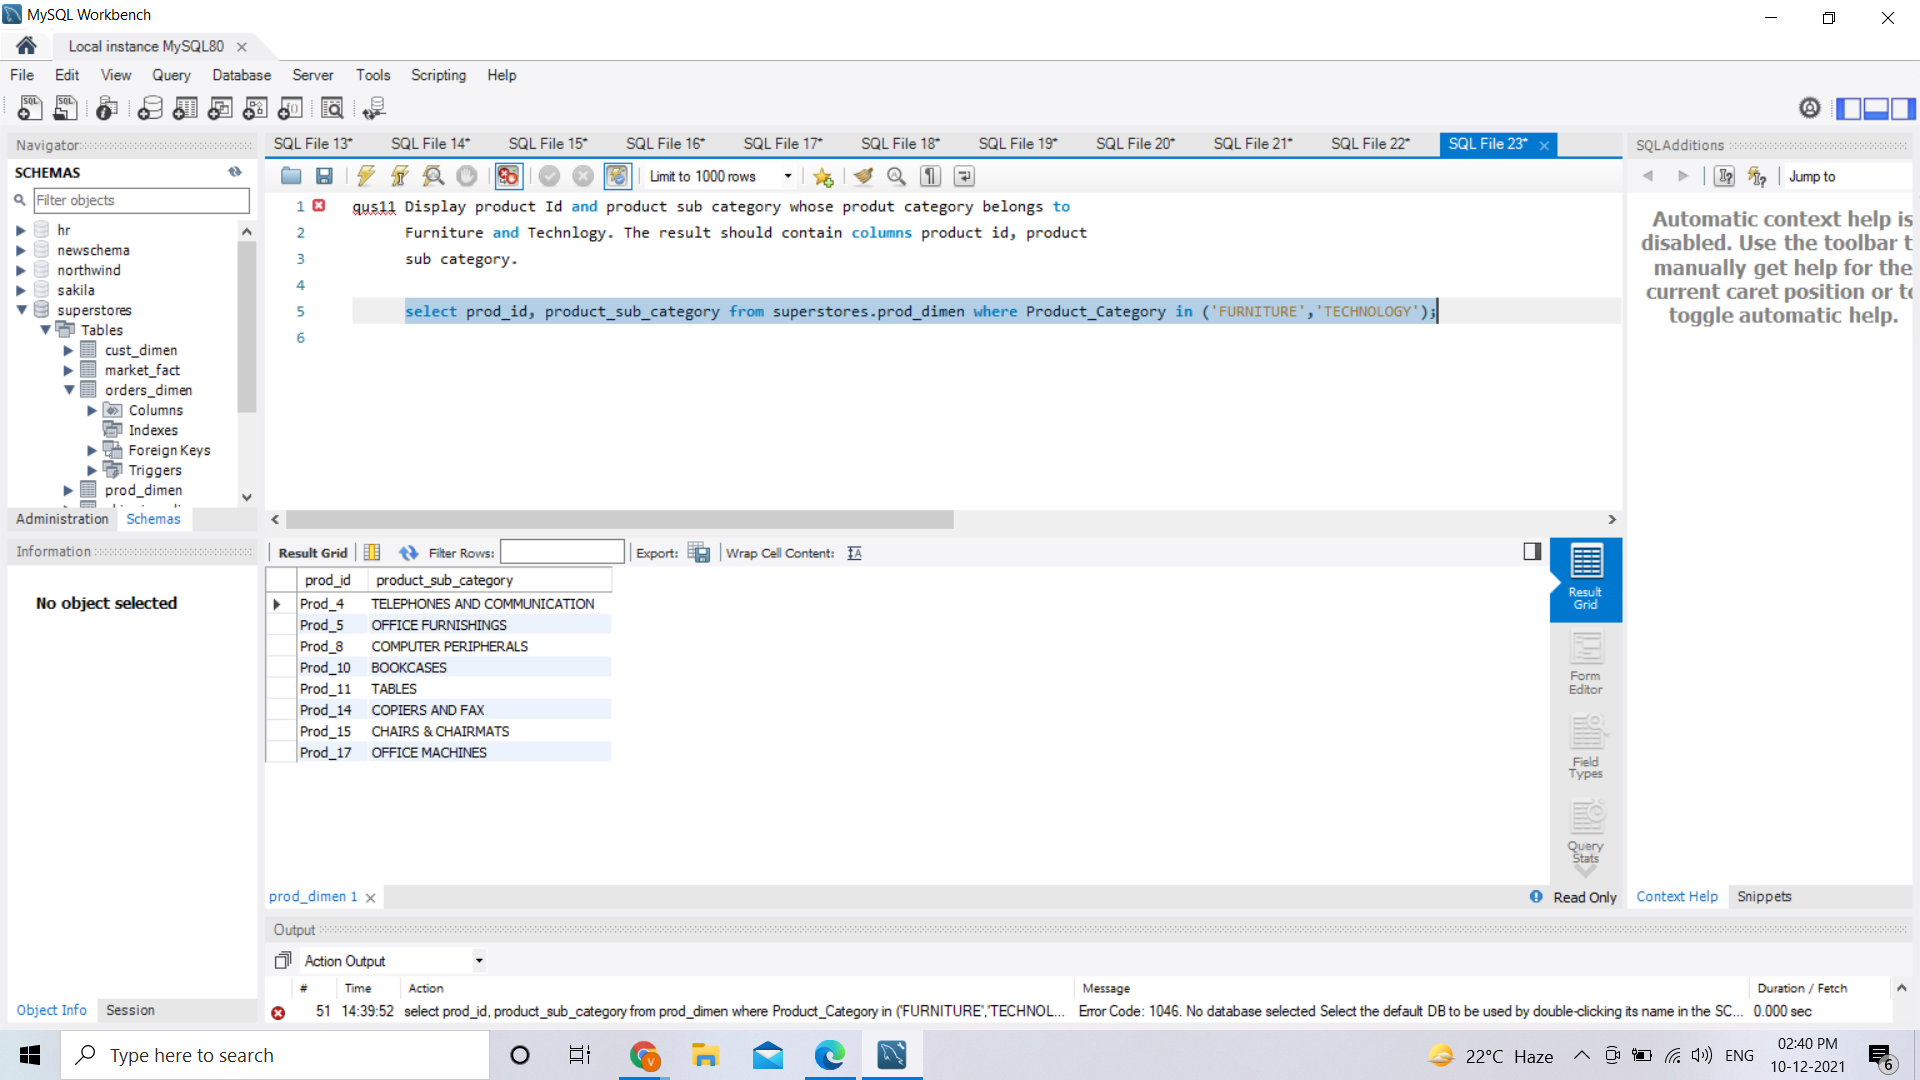 MySQL Workbench
Local instance MySQL80
File Edit View Query Database Server Tools Scripting Help
Navigator
SCHEMAS
Filter objects
hr
newschema
northwind
sakila
superstores
Tables
cust_dimen
market_fact
orders_dimen
Columns
Indexes
Foreign Keys
Triggers
prod_dimen
Administration Schemas
Information
No object selected
Object Info Session
SQL File 13* SQL File 14* SQL File 15* SQL File 16* SQL File 17* SQL File 18* SQL File 19* SQL File 20* SQL File 21* SQL File 22* SQL File 23*
Limit to 1000 rows
1 qus11 Display product Id and product sub category whose produt category belongs to
2 Furniture and Technlogy. The result should contain columns product id, product
3 sub category.
4
5 select prod_id, product_sub_category from superstores.prod_dimen where Product_Category in ('FURNITURE','TECHNOLOGY');
6
Result Grid Filter Rows: Export: Wrap Cell Content:
prod_id product_sub_category
Prod_4 TELEPHONES AND COMMUNICATION
Prod_5 OFFICE FURNISHINGS
Prod_8 COMPUTER PERIPHERALS
Prod_10 BOOKCASES
Prod_11 TABLES
Prod_14 COPIERS AND FAX
Prod_15 CHAIRS & CHAIRMATS
Prod_17 OFFICE MACHINES
Result
Grid
Form
Editor
Field
Types
Query
Stats
prod_dimen 1 Read Only
SQLAdditions
Jump to
Automatic context help is
disabled. Use the toolbar t
manually get help for the
current caret position or to
toggle automatic help.
Context Help Snippets
Output
Action Output
# Time Action Message Duration / Fetch
51 14:39:52 select prod_id, product_sub_category from prod_dimen where Product_Category in ('FURNITURE','TECHNOL... Error Code: 1046. No database selected Select the default DB to be used by double-clicking its name in the SC... 0.000 sec
Type here to search
22°C Haze
ENG
02:40 PM
10-12-2021
6